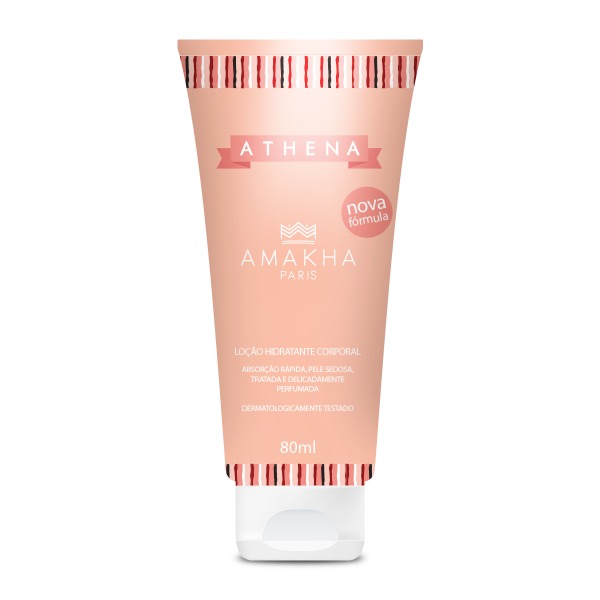 ATHENA
nova
fórmula
AMAKHA
PARIS
LOÇÃO HIDRATANTE CORPORAL
ABSORÇÃO RÁPIDA, PELE SEDOSA,
TRATADA E DELICADAMENTE
PERFUMADA
DERMATOLOGICAMENTE TESTADO
80ml